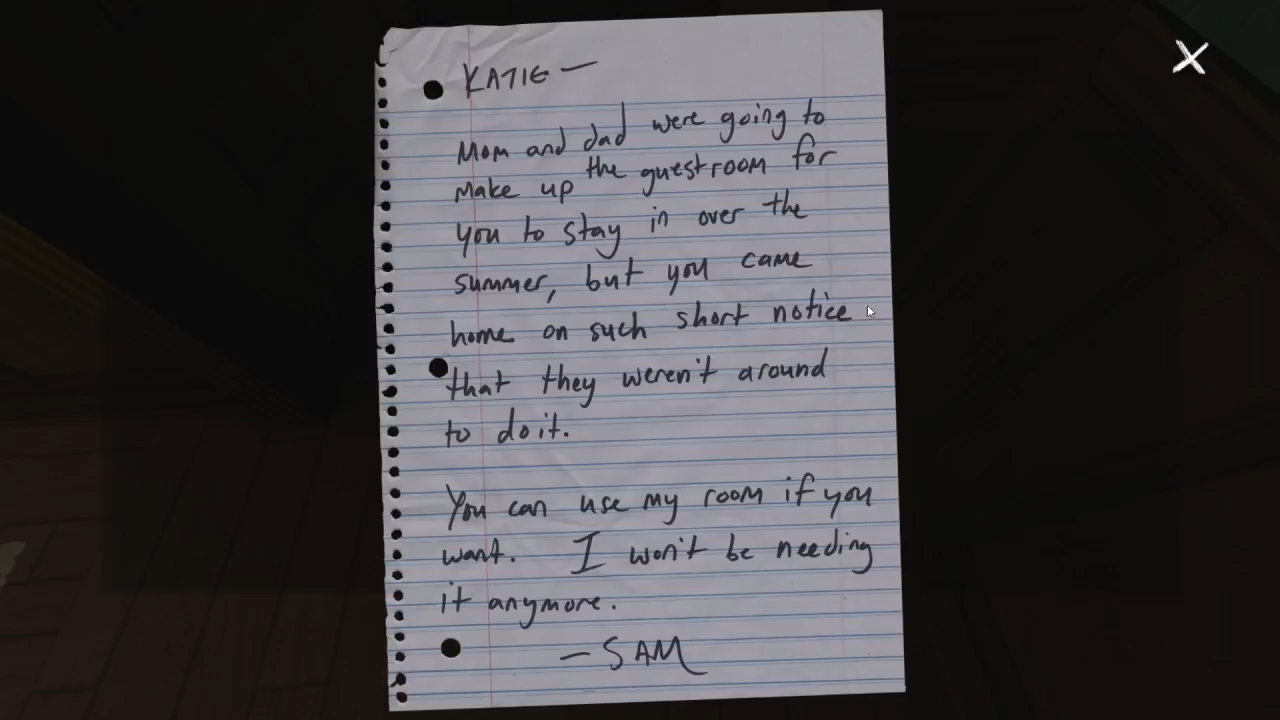 KATIE —
Mom and dad were going to
make up the guestroom for
you to stay in over the
summer, but you came
home on such short notice
that they weren't around
to do it.
You can use my room if you
want. I won't be needing
it anymore.
— SAM